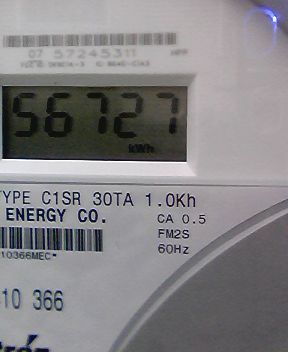 07 57245311
56727
kWh
TYPE C1SR 30TA 1.0Kh
ENERGY CO.
CA 0.5
FM2S
60Hz
10366MEC*
10 366